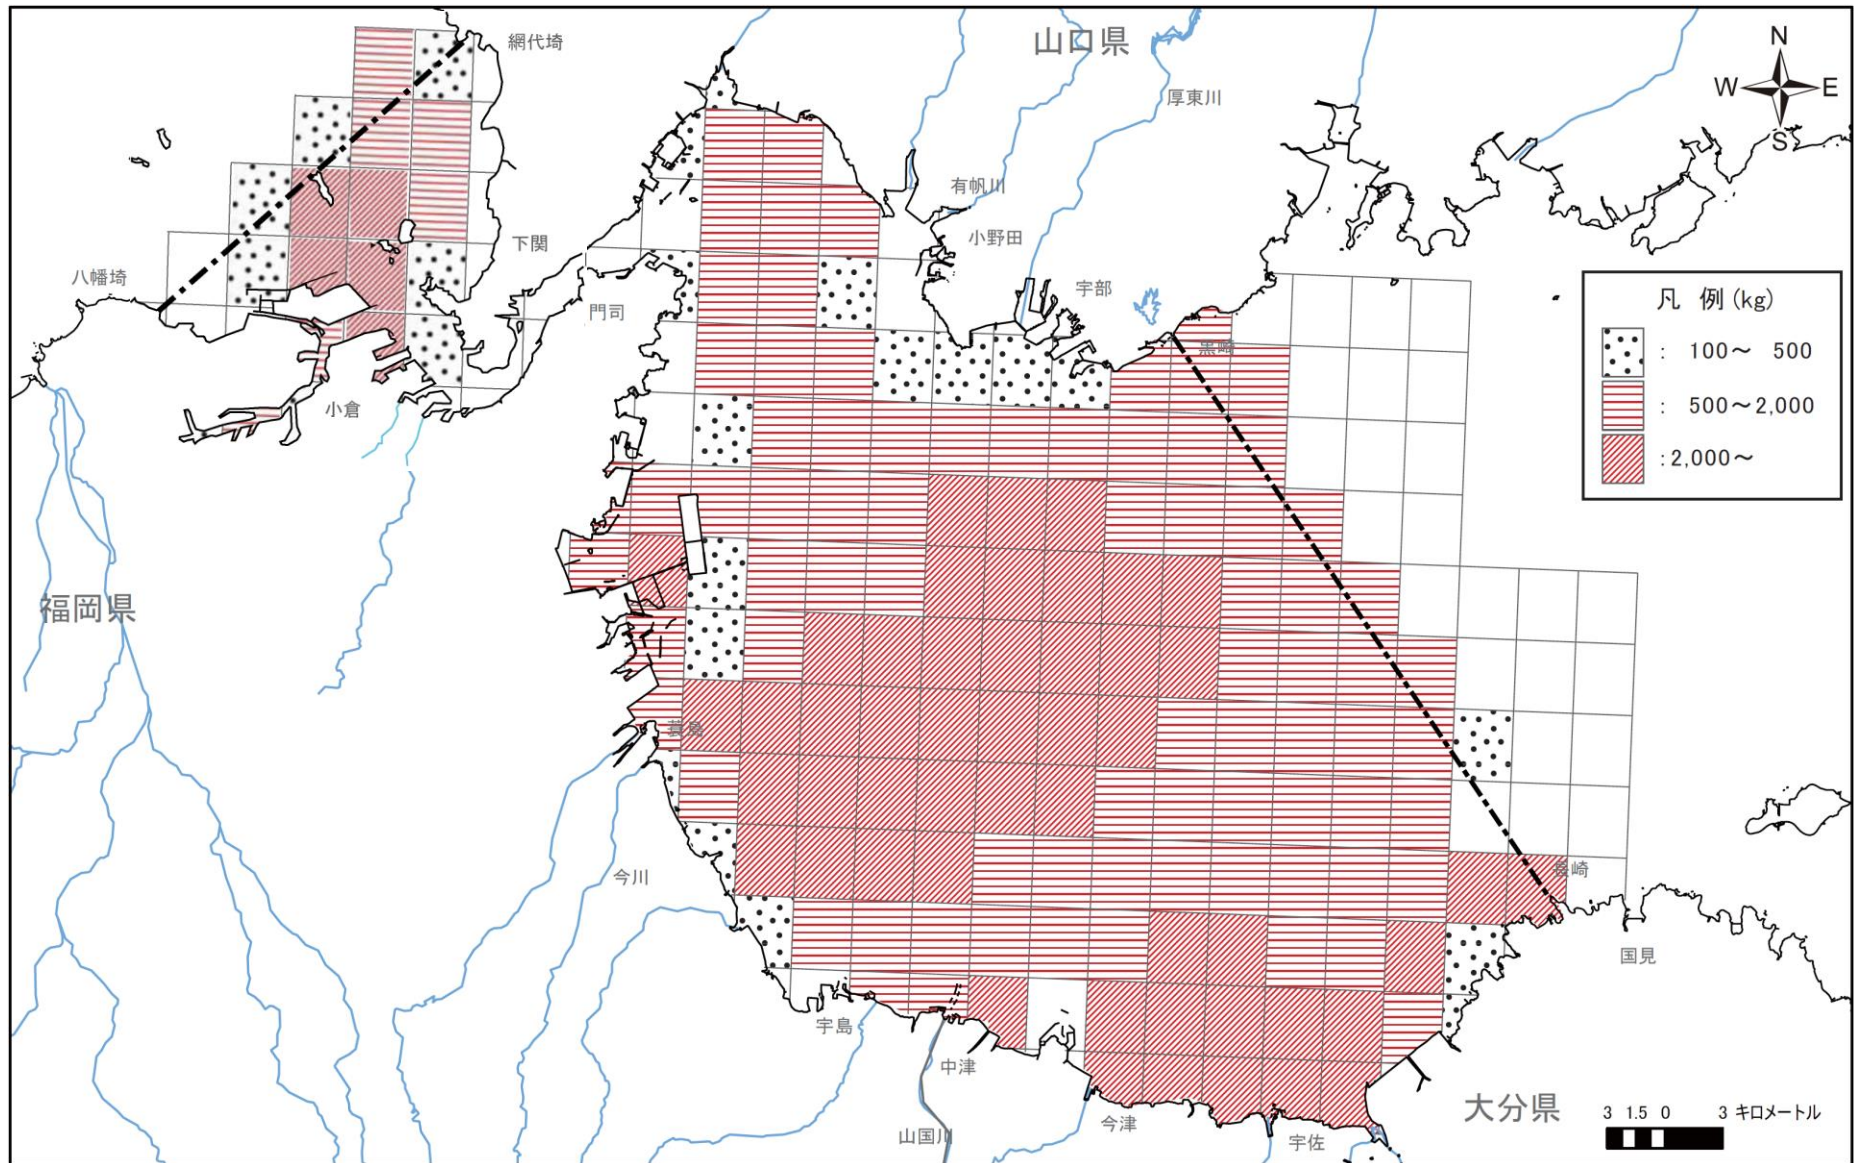 網代埼
山口県
N
W E
S
厚東川
有帆川
小野田
下関
八幡埼
門司
宇部
黒崎
小倉
凡 例 (kg)
: 100～ 500
: 500～2,000
:2,000～
福岡県
蓑島
今川
長崎
国見
宇島
中津
今津
山国川
宇佐
大分県
3 1.5 0 3 キロメートル